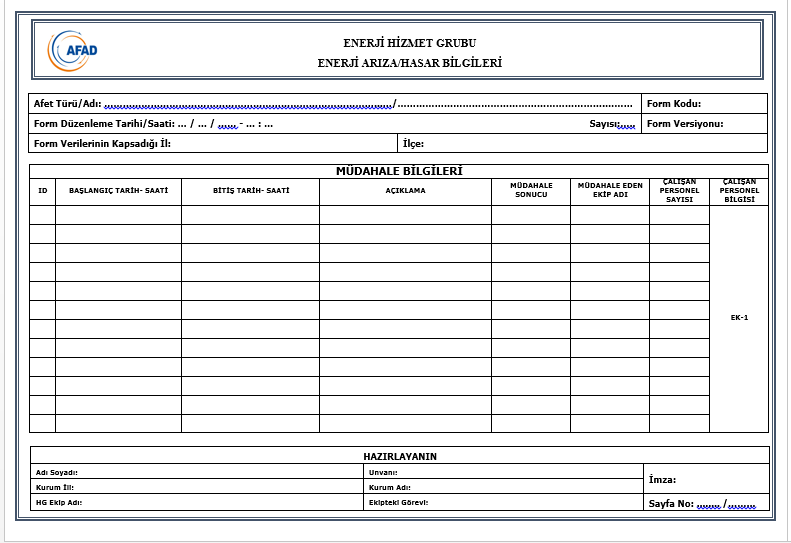 AFAD
ENERJİ HİZMET GRUBU
ENERJİ ARIZA/HASAR BİLGİLERİ
Afet Türü/Adı: ,,,,,,,,,,,,,,,,,,,,,,,,,,,,,,,,,,,,,,,,,,,,,,,,,,,,,,,,,,,,,,,,,,,,,,,,,,,,,,,,,,,,,,,,,,,/................................................................................ Form Kodu:
Form Düzenleme Tarihi/Saati: ... / ... / ,,,,,, - ... : ... Sayısı:,,,,, Form Versiyonu:
Form Verilerinin Kapsadığı İl: İlçe:
MÜDAHALE BİLGİLERİ
ID BAŞLANGIÇ TARİH- SAATİ BİTİŞ TARİH- SAATİ AÇIKLAMA MÜDAHALE SONUCU MÜDAHALE EDEN EKİP ADI ÇALIŞAN PERSONEL SAYISI ÇALIŞAN PERSONEL BİLGİSİ
EK-1
HAZIRLAYANIN
Adı Soyadı: Unvanı: İmza:
Kurum İli: Kurum Adı:
HG Ekip Adı: Ekipteki Görevi: Sayfa No: ,,,,,,, / ,,,,,,,,